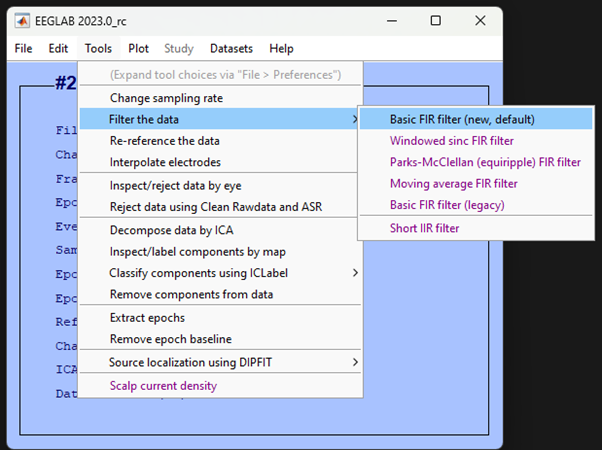 EEGLAB 2023.0_rc
File Edit Tools Plot Study Datasets Help
#2
(Expand tool choices via "File > Preferences")
Change sampling rate
Filter the data
Re-reference the data
Interpolate electrodes
Inspect/reject data by eye
Reject data using Clean Rawdata and ASR
Decompose data by ICA
Inspect/label components by map
Classify components using ICLabel
Remove components from data
Extract epochs
Remove epoch baseline
Source localization using DIPFIT
Scalp current density
Basic FIR filter (new, default)
Windowed sinc FIR filter
Parks-McClellan (equiripple) FIR filter
Moving average FIR filter
Basic FIR filter (legacy)
Short IIR filter
Fil
Cha
Fra
Epo
Eve
Sam
Epo
Epo
Ref
Cha
ICA
Dat